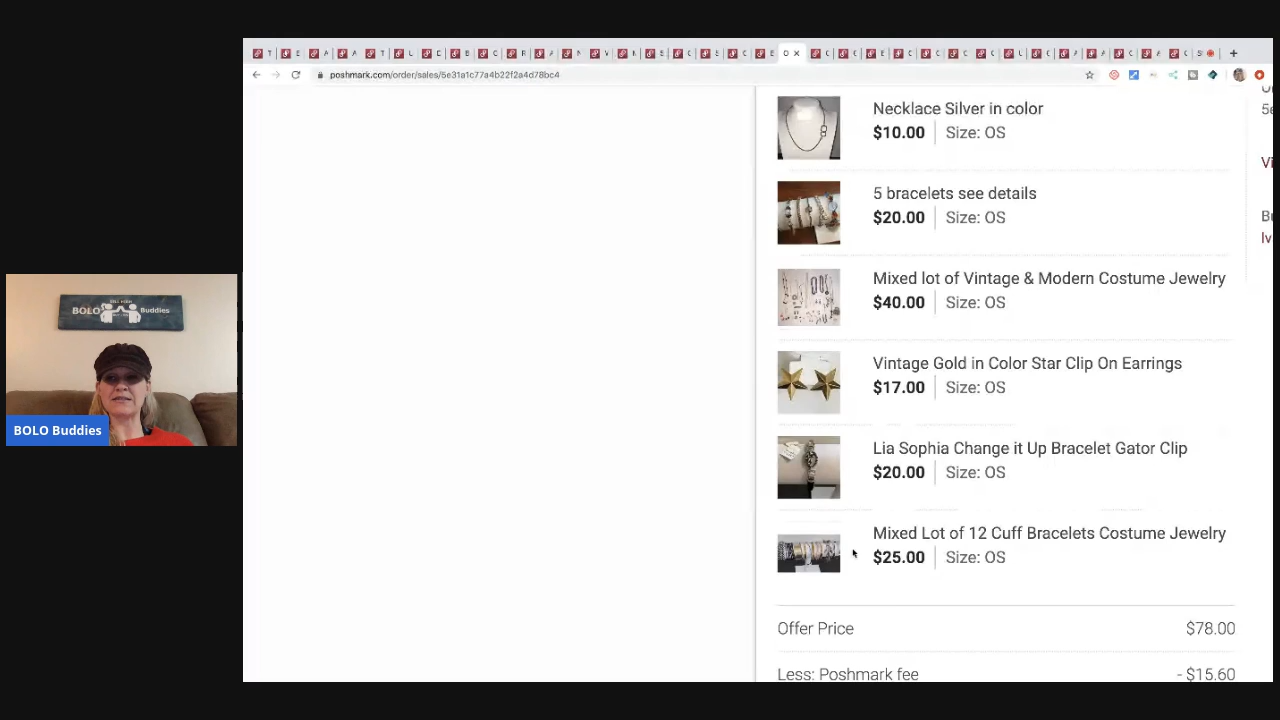 poshmark.com/order/sales/5e31a1c77a4b22f2a4d78bc4
Necklace Silver in color
$10.00 Size: OS
5 bracelets see details
$20.00 Size: OS
Mixed lot of Vintage & Modern Costume Jewelry
$40.00 Size: OS
Vintage Gold in Color Star Clip On Earrings
$17.00 Size: OS
Lia Sophia Change it Up Bracelet Gator Clip
$20.00 Size: OS
Mixed Lot of 12 Cuff Bracelets Costume Jewelry
$25.00 Size: OS
Offer Price $78.00
Less: Poshmark fee - $15.60
BOLO Buddies
BOLO Buddies